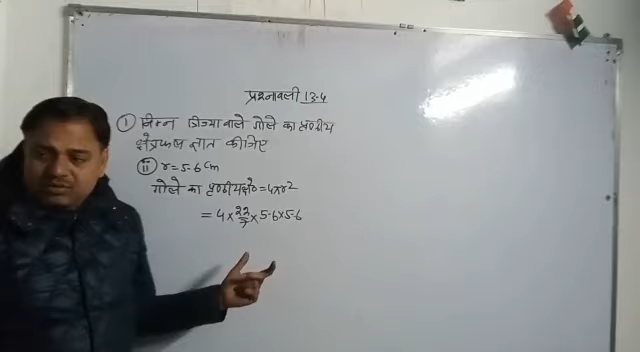 प्रश्नावली 13.4
① निम्न त्रिज्या वाले गोले का पृष्ठीय
क्षेत्रफल ज्ञात कीजिए
ⓘⓘ r = 5.6 cm
गोले का पृष्ठीय क्षे० = 4πr2
= 4 × 22/7 × 5.6 × 5.6